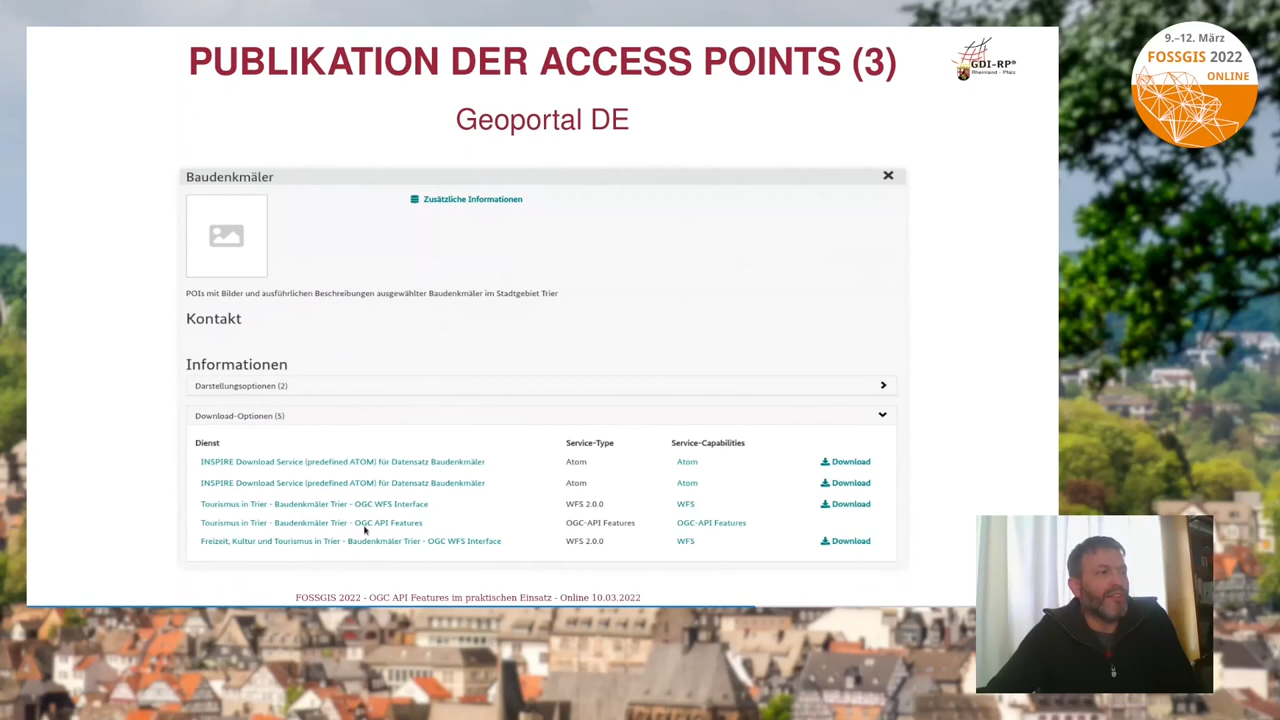 PUBLIKATION DER ACCESS POINTS (3)
GDI-RP®
Rheinland - Pfalz
9.–12. März
FOSSGIS 2022
ONLINE
Geoportal DE
Baudenkmäler
Zusätzliche Informationen
POIs mit Bilder und ausführlichen Beschreibungen ausgewählter Baudenkmäler im Stadtgebiet Trier
Kontakt
Informationen
Darstellungsoptionen (2)
Download-Optionen (5)
Dienst Service-Type Service-Capabilities
INSPIRE Download Service (predefined ATOM) für Datensatz Baudenkmäler Atom Atom Download
INSPIRE Download Service (predefined ATOM) für Datensatz Baudenkmäler Atom Atom Download
Tourismus in Trier - Baudenkmäler Trier - OGC WFS Interface WFS 2.0.0 WFS Download
Tourismus in Trier - Baudenkmäler Trier - OGC API Features OGC-API Features OGC-API Features
Freizeit, Kultur und Tourismus in Trier - Baudenkmäler Trier - OGC WFS Interface WFS 2.0.0 WFS Download
FOSSGIS 2022 - OGC API Features im praktischen Einsatz - Online 10.03.2022